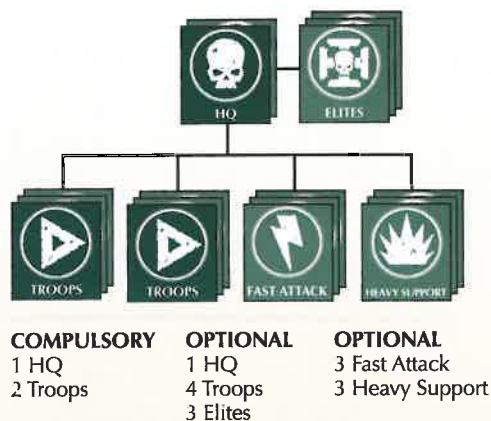 HQ
ELITES
TROOPS
TROOPS
FAST ATTACK
HEAVY SUPPORT
COMPULSORY
1 HQ
2 Troops
OPTIONAL
1 HQ
4 Troops
3 Elites
OPTIONAL
3 Fast Attack
3 Heavy Support